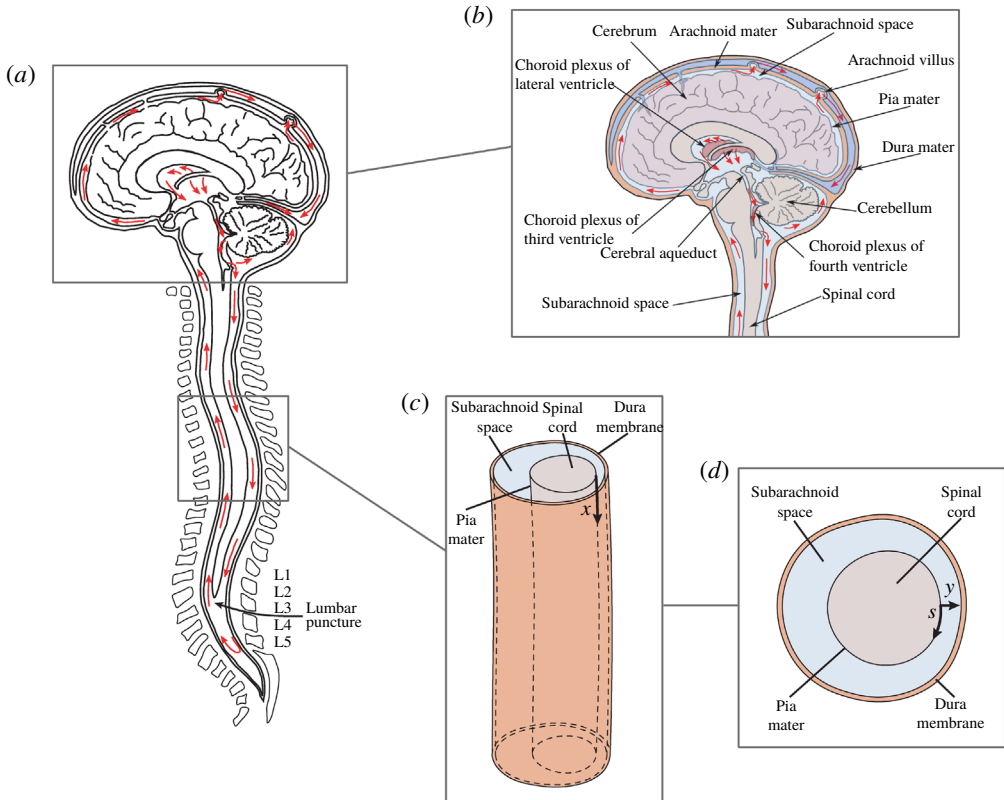 (a)
L1
L2
L3
L4
L5
Lumbar
puncture
(b)
Cerebrum
Arachnoid mater
Subarachnoid space
Choroid plexus of
lateral ventricle
Arachnoid villus
Pia mater
Dura mater
Choroid plexus of
third ventricle
Cerebral aqueduct
Cerebellum
Choroid plexus of
fourth ventricle
Subarachnoid space
Spinal cord
(c)
Subarachnoid
space
Spinal
cord
Dura
membrane
Pia
mater
x
(d)
Subarachnoid
space
Spinal
cord
y
s
Pia
mater
Dura
membrane